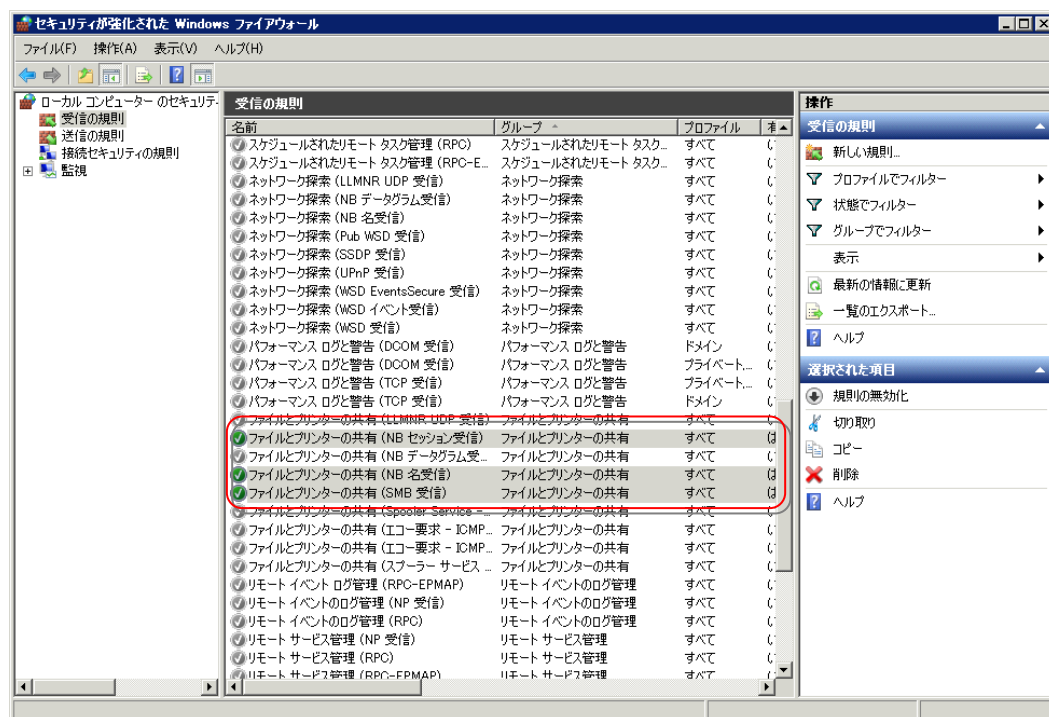 セキュリティが強化された Windows ファイアウォール
ファイル(F) 操作(A) 表示(V) ヘルプ(H)
ローカル コンピューター のセキュリテ
受信の規則
送信の規則
接続セキュリティの規則
監視
受信の規則
名前 グループ プロファイル 有
スケジュールされたリモート タスク管理 (RPC) スケジュールされたリモート タスク... すべて
スケジュールされたリモート タスク管理 (RPC-E... スケジュールされたリモート タスク... すべて
ネットワーク探索 (LLMNR UDP 受信) ネットワーク探索 すべて
ネットワーク探索 (NB データグラム受信) ネットワーク探索 すべて
ネットワーク探索 (NB 名受信) ネットワーク探索 すべて
ネットワーク探索 (Pub WSD 受信) ネットワーク探索 すべて
ネットワーク探索 (SSDP 受信) ネットワーク探索 すべて
ネットワーク探索 (UPnP 受信) ネットワーク探索 すべて
ネットワーク探索 (WSD EventsSecure 受信) ネットワーク探索 すべて
ネットワーク探索 (WSD イベント受信) ネットワーク探索 すべて
ネットワーク探索 (WSD 受信) ネットワーク探索 すべて
パフォーマンス ログと警告 (DCOM 受信) パフォーマンス ログと警告 ドメイン
パフォーマンス ログと警告 (DCOM 受信) パフォーマンス ログと警告 プライベート,...
パフォーマンス ログと警告 (TCP 受信) パフォーマンス ログと警告 プライベート,...
パフォーマンス ログと警告 (TCP 受信) パフォーマンス ログと警告 ドメイン
ファイルとプリンターの共有 (LLMNR UDP 受信) ファイルとプリンターの共有 すべて
ファイルとプリンターの共有 (NB セッション受信) ファイルとプリンターの共有 すべて は
ファイルとプリンターの共有 (NB データグラム受... ファイルとプリンターの共有 すべて
ファイルとプリンターの共有 (NB 名受信) ファイルとプリンターの共有 すべて は
ファイルとプリンターの共有 (SMB 受信) ファイルとプリンターの共有 すべて は
ファイルとプリンターの共有 (Spooler Service -... ファイルとプリンターの共有 すべて
ファイルとプリンターの共有 (エコー要求 - ICMP... ファイルとプリンターの共有 すべて
ファイルとプリンターの共有 (エコー要求 - ICMP... ファイルとプリンターの共有 すべて
ファイルとプリンターの共有 (スプーラー サービス ... ファイルとプリンターの共有 すべて
リモート イベント ログ管理 (RPC-EPMAP) リモート イベントのログ管理 すべて
リモート イベントのログ管理 (NP 受信) リモート イベントのログ管理 すべて
リモート イベントのログ管理 (RPC) リモート イベントのログ管理 すべて
リモート サービス管理 (NP 受信) リモート サービス管理 すべて
リモート サービス管理 (RPC) リモート サービス管理 すべて
リモート サービス管理 (RPC-EPMAP) リモート サービス管理 すべて
操作
受信の規則
新しい規則...
プロファイルでフィルター
状態でフィルター
グループでフィルター
表示
最新の情報に更新
一覧のエクスポート...
ヘルプ
選択された項目
規則の無効化
切り取り
コピー
削除
ヘルプ